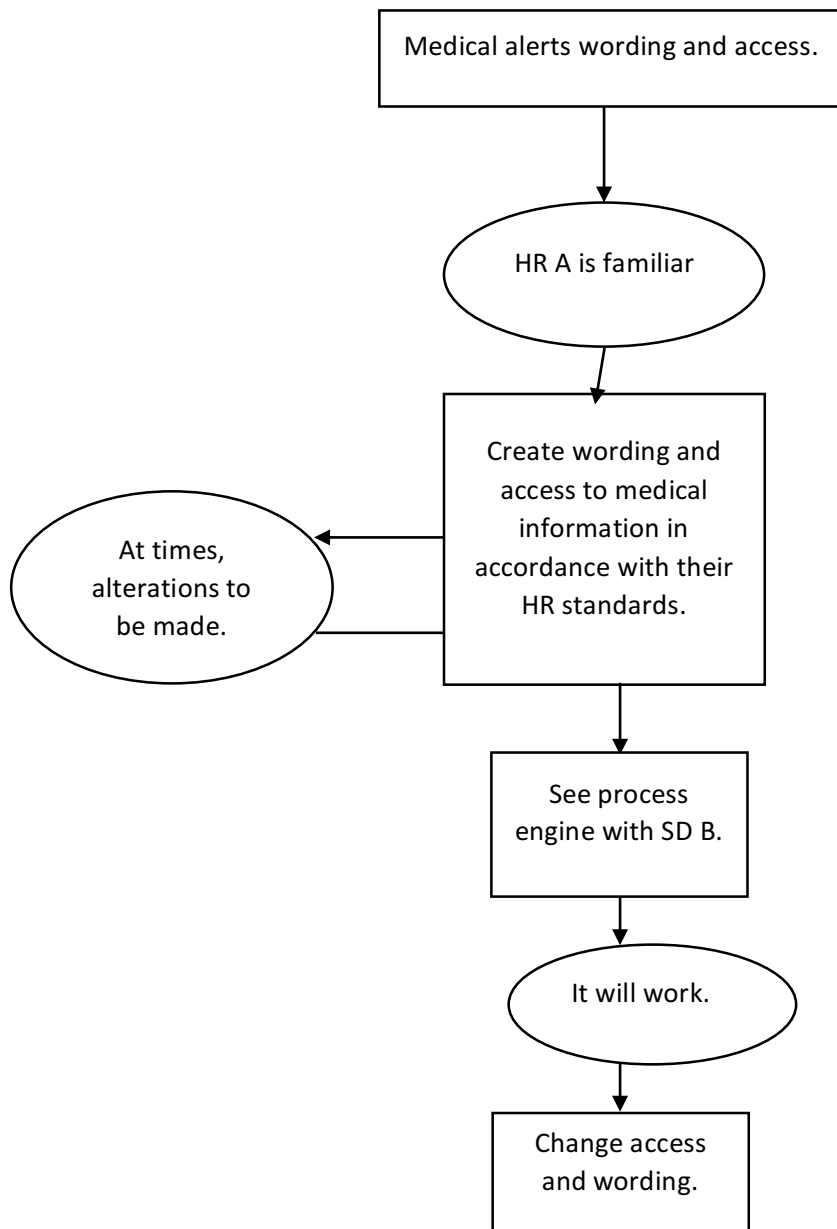 Medical alerts wording and access.
HR A is familiar
Create wording and
access to medical
information in
accordance with their
HR standards.
At times,
alterations to
be made.
See process
engine with SD B.
It will work.
Change access
and wording.